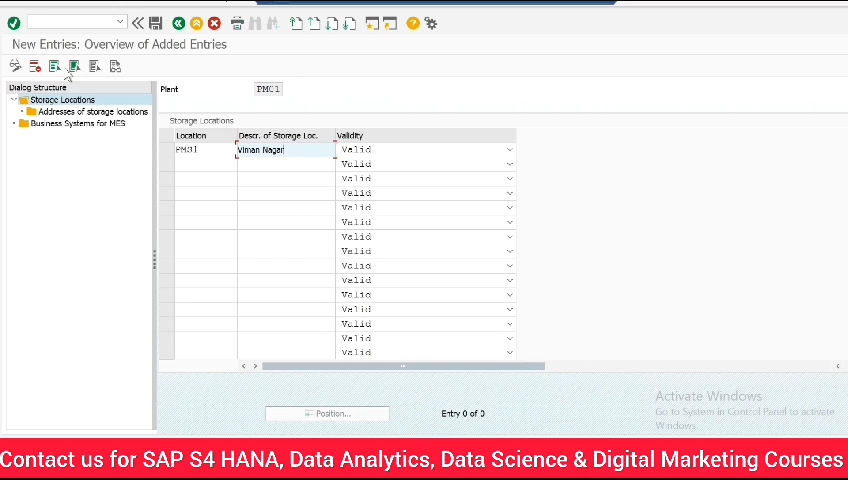 New Entries: Overview of Added Entries
Dialog Structure
Storage Locations
Addresses of storage locations
Business Systems for MES
Plant PM01
Storage Locations
Location Descr. of Storage Loc. Validity
PM01 Viman Nagar Valid
Valid
Valid
Valid
Valid
Valid
Valid
Valid
Valid
Valid
Valid
Valid
Valid
Valid
Valid
Position... Entry 0 of 0
Activate Windows
Go to System in Control Panel to activate
Windows.
Contact us for SAP S4 HANA, Data Analytics, Data Science & Digital Marketing Courses